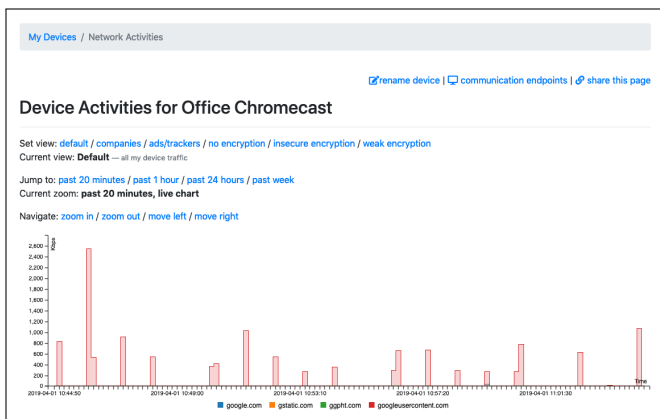 My Devices / Network Activities
rename device | communication endpoints | share this page
Device Activities for Office Chromecast
Set view: default / companies / ads/trackers / no encryption / insecure encryption / weak encryption
Current view: Default — all my device traffic
Jump to: past 20 minutes / past 1 hour / past 24 hours / past week
Current zoom: past 20 minutes, live chart
Navigate: zoom in / zoom out / move left / move right
Kbps
2,600
2,400
2,200
2,000
1,800
1,600
1,400
1,200
1,000
800
600
400
200
0
Time
2019-04-01 10:44:50 2019-04-01 10:49:00 2019-04-01 10:53:10 2019-04-01 10:57:20 2019-04-01 11:01:30
google.com gstatic.com ggpht.com googleusercontent.com